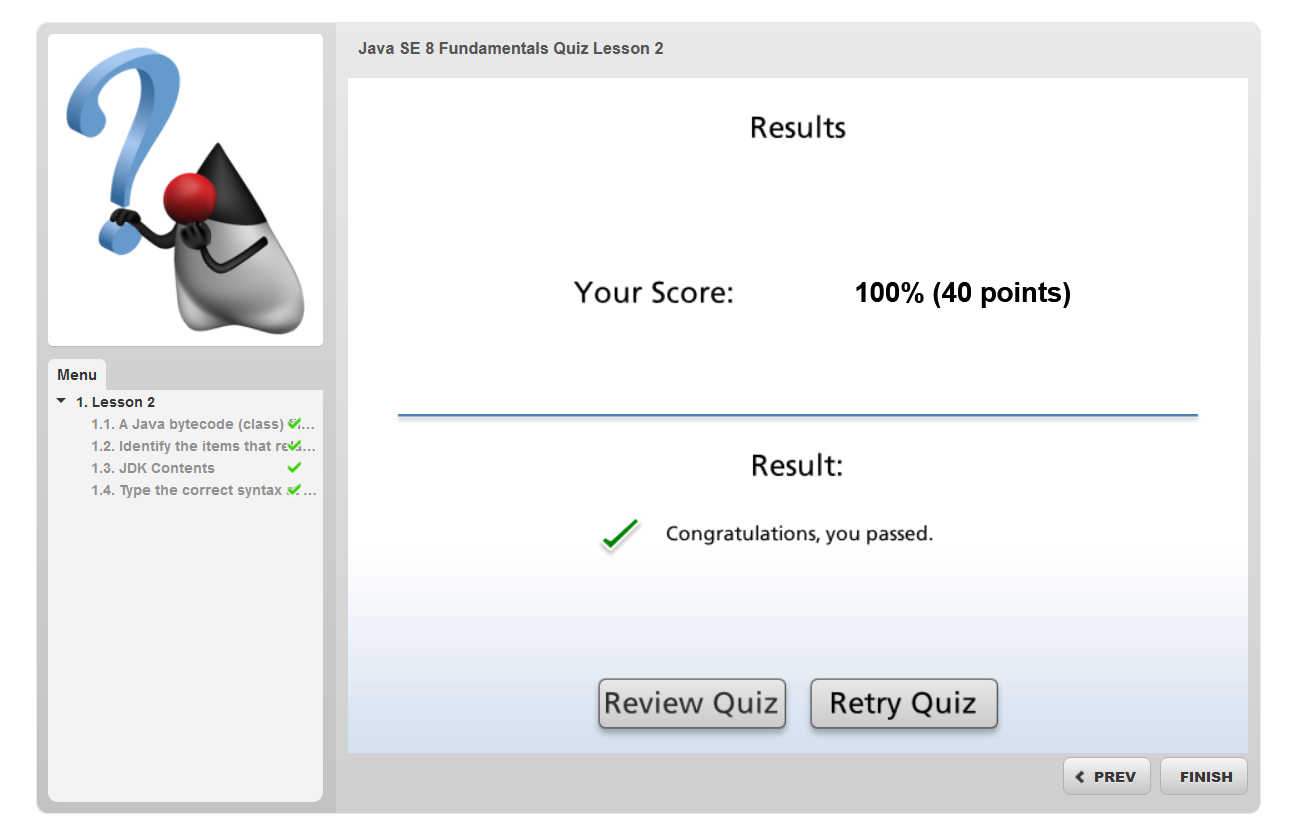 Java SE 8 Fundamentals Quiz Lesson 2
Results
Your Score: 100% (40 points)
Result:
Congratulations, you passed.
Review Quiz Retry Quiz
PREV FINISH
Menu
1. Lesson 2
1.1. A Java bytecode (class)
1.2. Identify the items that
1.3. JDK Contents
1.4. Type the correct syntax